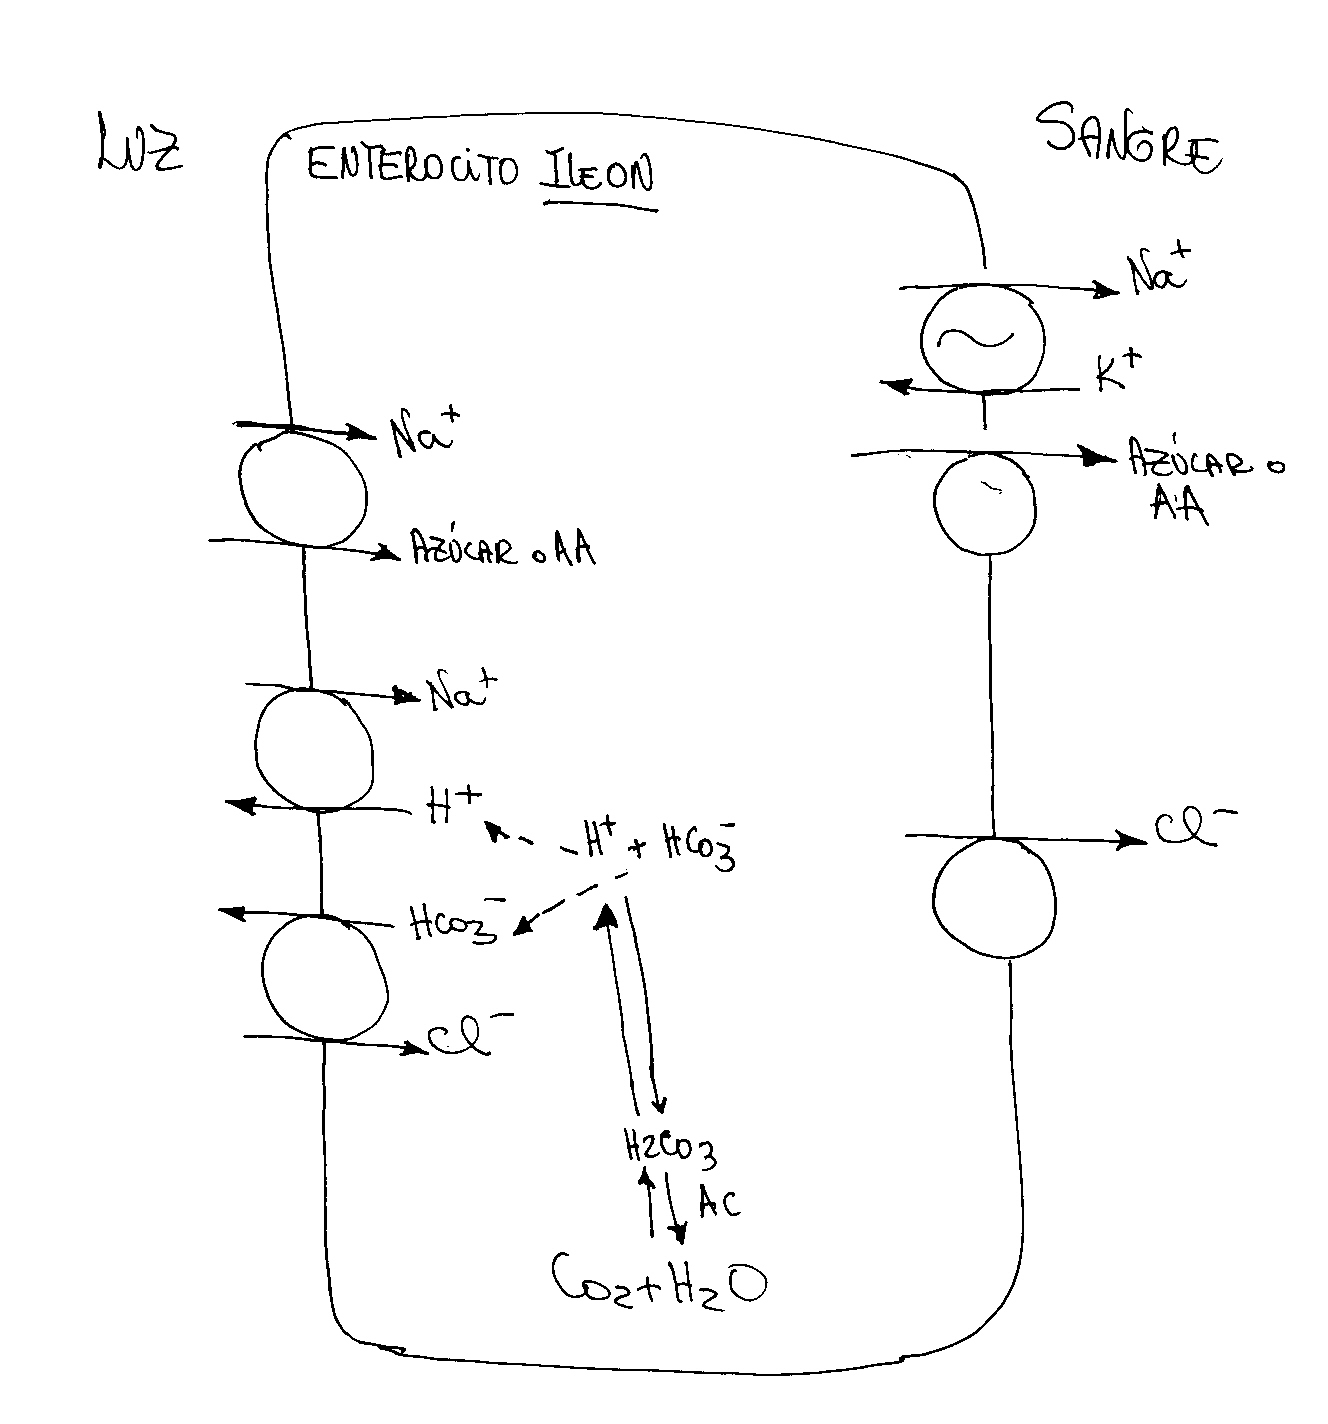 LUZ
ENTEROCITO ILEON
SANGRE
Na⁺
K⁺
Na⁺
AZÚCAR o
AA
AZÚCAR o AA
Na⁺
H⁺
H⁺ + HCO₃⁻
Cl⁻
HCO₃⁻
Cl⁻
H₂CO₃
AC
CO₂ + H₂O